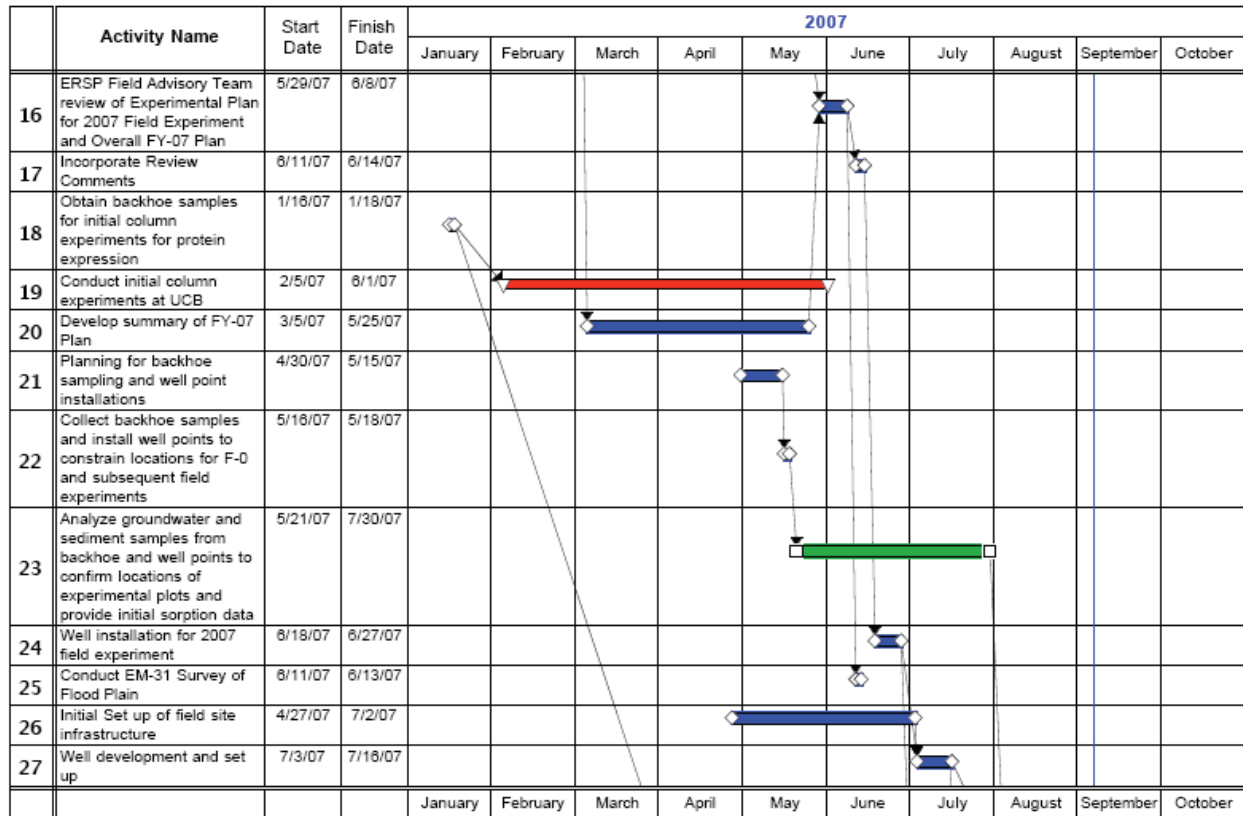 2007
Activity Name
Start
Date
Finish
Date
January February March April May June July August September October
16
ERSP Field Advisory Team
review of Experimental Plan
for 2007 Field Experiment
and Overall FY-07 Plan
5/29/07
6/8/07
17
Incorporate Review
Comments
6/11/07
6/14/07
18
Obtain backhoe samples
for initial column
experiments for protein
expression
1/16/07
1/18/07
19
Conduct initial column
experiments at UCB
2/5/07
6/1/07
20
Develop summary of FY-07
Plan
3/5/07
5/25/07
21
Planning for backhoe
sampling and well point
installations
4/30/07
5/15/07
22
Collect backhoe samples
and install well points to
constrain locations for F-0
and subsequent field
experiments
5/16/07
5/18/07
23
Analyze groundwater and
sediment samples from
backhoe and well points to
confirm locations of
experimental plots and
provide initial sorption data
5/21/07
7/30/07
24
Well installation for 2007
field experiment
6/18/07
6/27/07
25
Conduct EM-31 Survey of
Flood Plain
6/11/07
6/13/07
26
Initial Set up of field site
infrastructure
4/27/07
7/2/07
27
Well development and set
up
7/3/07
7/16/07
January February March April May June July August September October